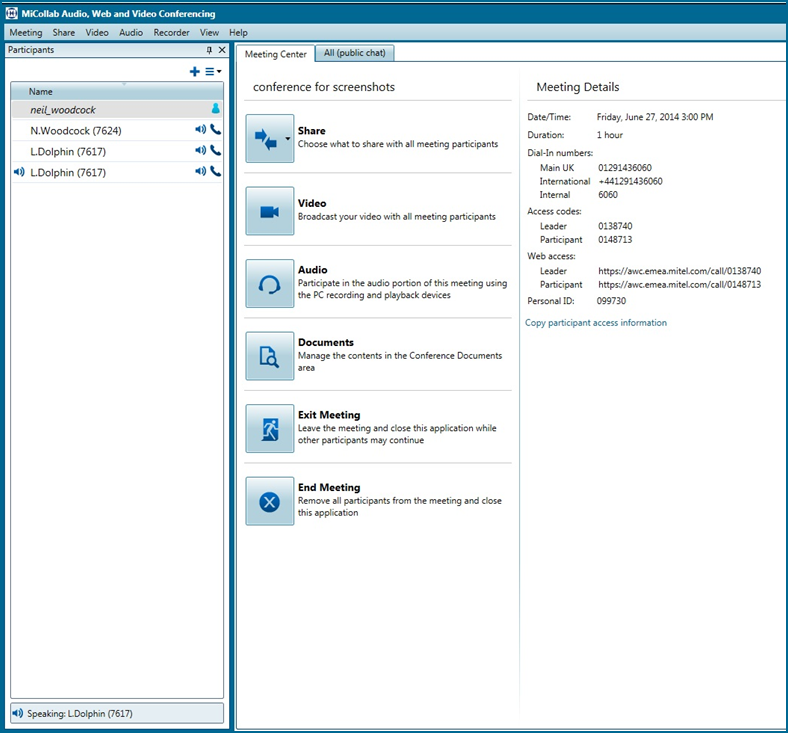 MiCollab Audio, Web and Video Conferencing
Meeting Share Video Audio Recorder View Help
Participants
Name
neil_woodcock
N.Woodcock (7624)
L.Dolphin (7617)
L.Dolphin (7617)
Speaking: L.Dolphin (7617)
Meeting Center All (public chat)
conference for screenshots
Share
Choose what to share with all meeting participants
Video
Broadcast your video with all meeting participants
Audio
Participate in the audio portion of this meeting using
the PC recording and playback devices
Documents
Manage the contents in the Conference Documents
area
Exit Meeting
Leave the meeting and close this application while
other participants may continue
End Meeting
Remove all participants from the meeting and close
this application
Meeting Details
Date/Time: Friday, June 27, 2014 3:00 PM
Duration: 1 hour
Dial-In numbers:
Main UK 01291436060
International +441291436060
Internal 6060
Access codes:
Leader 0138740
Participant 0148713
Web access:
Leader https://awc.emea.mitel.com/call/0138740
Participant https://awc.emea.mitel.com/call/0148713
Personal ID: 099730
Copy participant access information